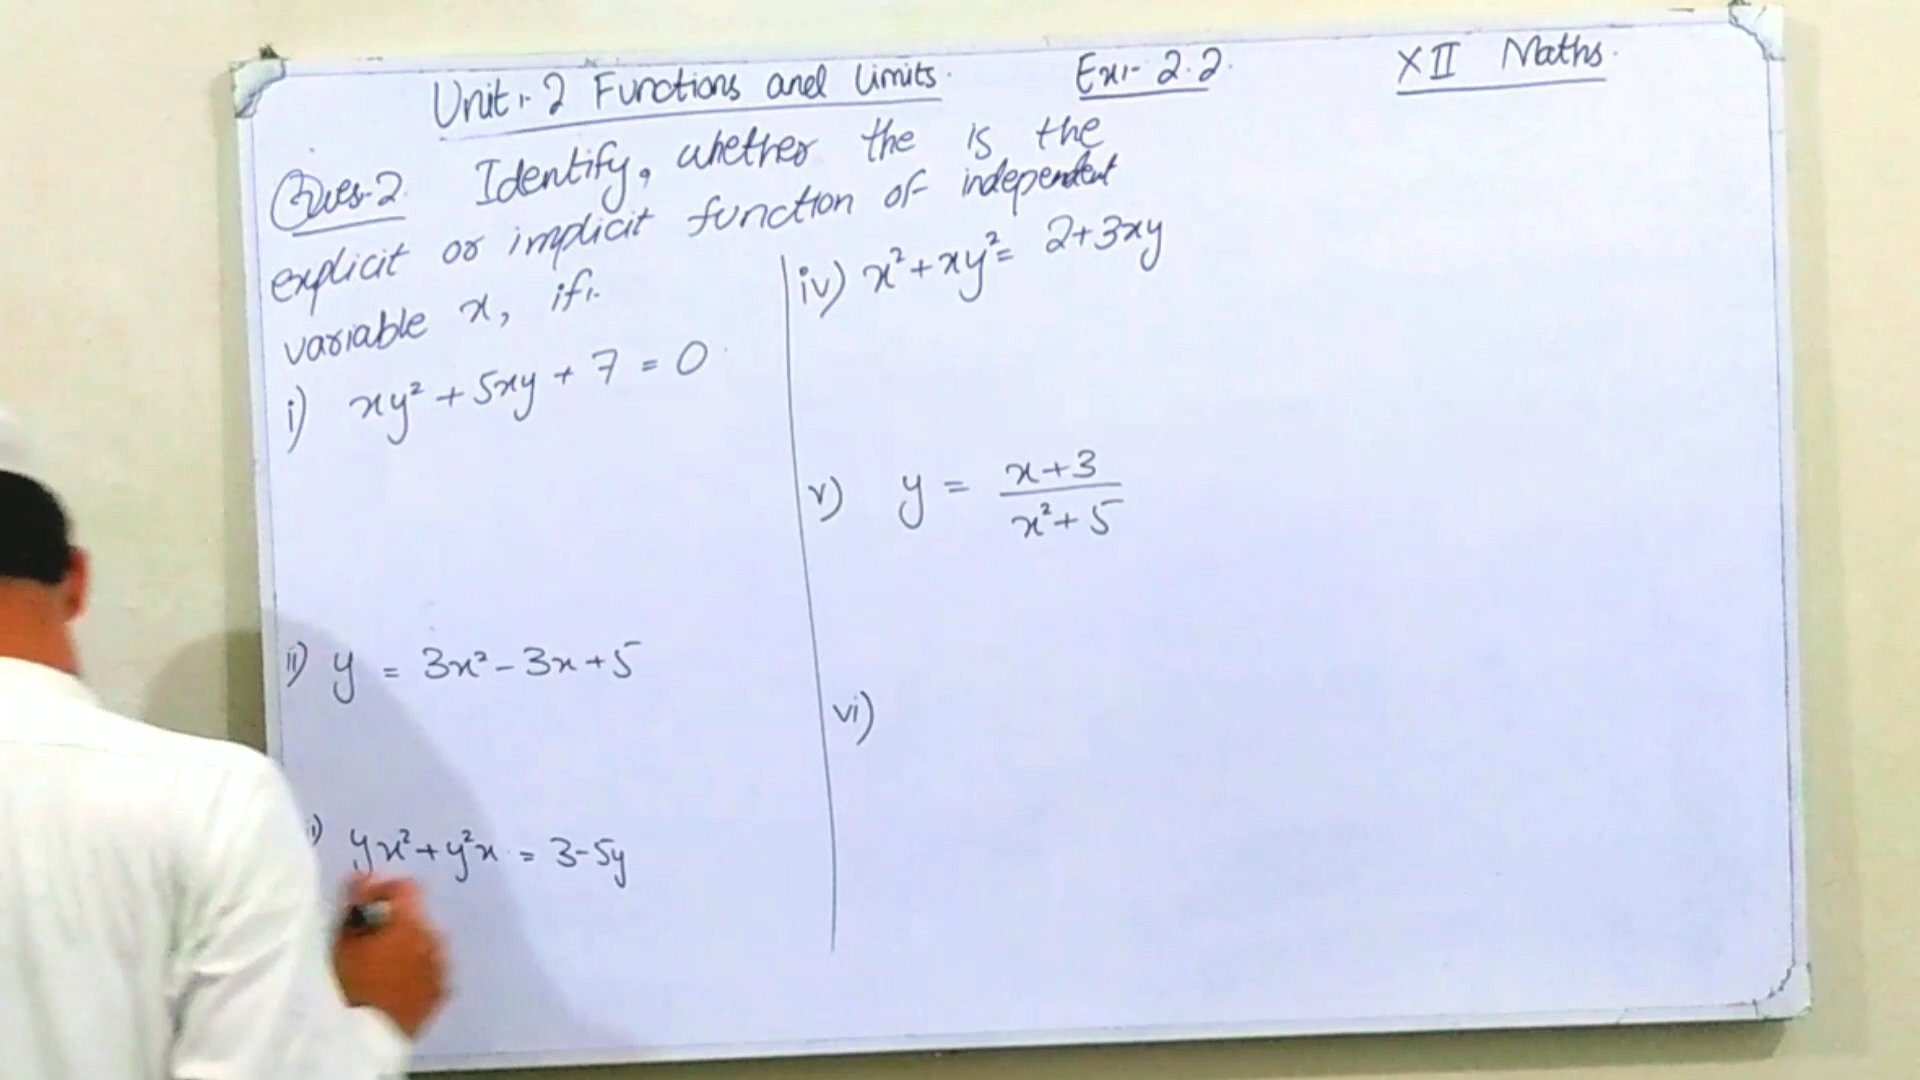 Unit:- 2 Functions and Limits. Ex:- 2.2. XII Maths.
Ques-2. Identify, whether the is the
explicit or implicit function of independent
variable x, if:-
i) xy² + 5xy + 7 = 0
ii) y = 3x² - 3x + 5
i) yx² + y²x = 3 - 5y
iv) x² + xy² = 2 + 3xy
v) y = x + 3
x² + 5
vi)